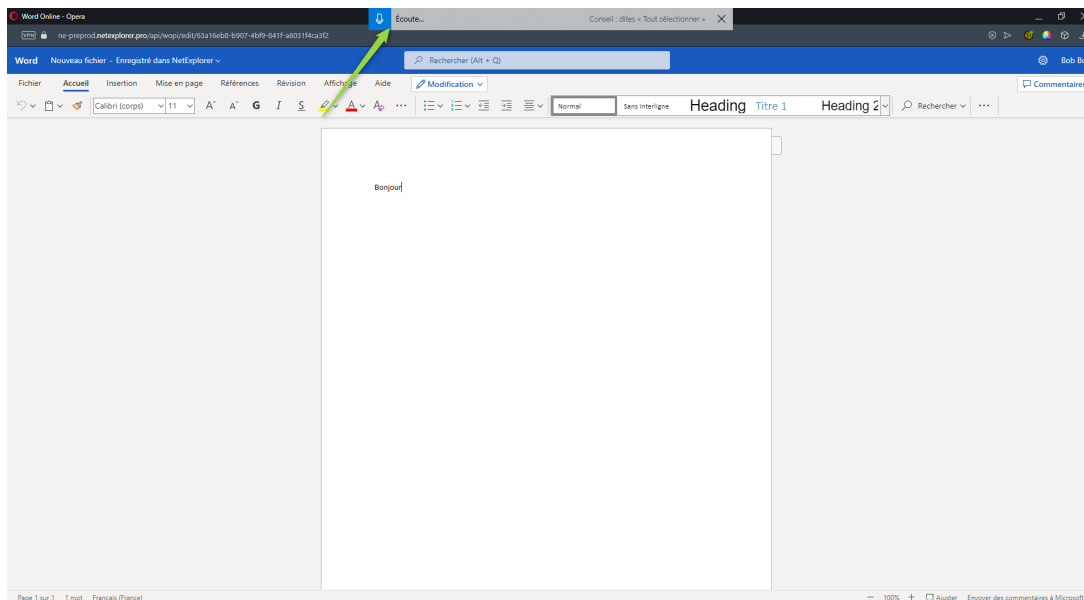 Word Online - Opera
Écoute...
Conseil : dites « Tout sélectionner »
VPN
ne-preprod.netexplorer.pro/api/wopi/edit/63a16eb8-b907-4bf9-841f-a6031f4ca3f2
Word Nouveau fichier - Enregistré dans NetExplorer
Rechercher (Alt + Q)
Bob Bo
Fichier Accueil Insertion Mise en page Références Révision Affichage Aide Modification Commentaires
Calibri (corps) 11 A A G I S A A Normal Sans interligne Heading Titre 1 Heading 2 Rechercher
Bonjour
Page 1 sur 1 1 mot Français (France) 100% Ajuster Envoyer des commentaires à Microsoft